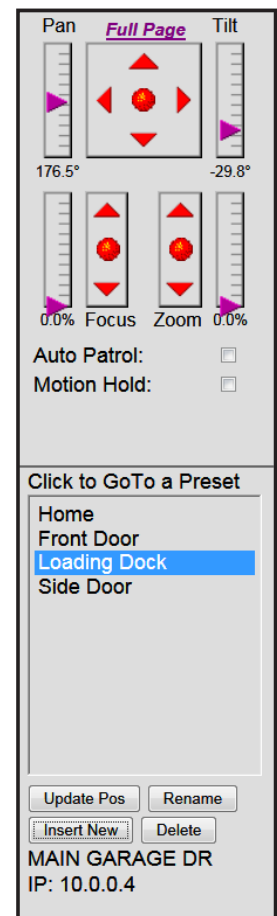 Pan Full Page Tilt
176.5° -29.8°
0.0% Focus Zoom 0.0%
Auto Patrol:
Motion Hold:
Click to GoTo a Preset
Home
Front Door
Loading Dock
Side Door
Update Pos Rename
Insert New Delete
MAIN GARAGE DR
IP: 10.0.0.4